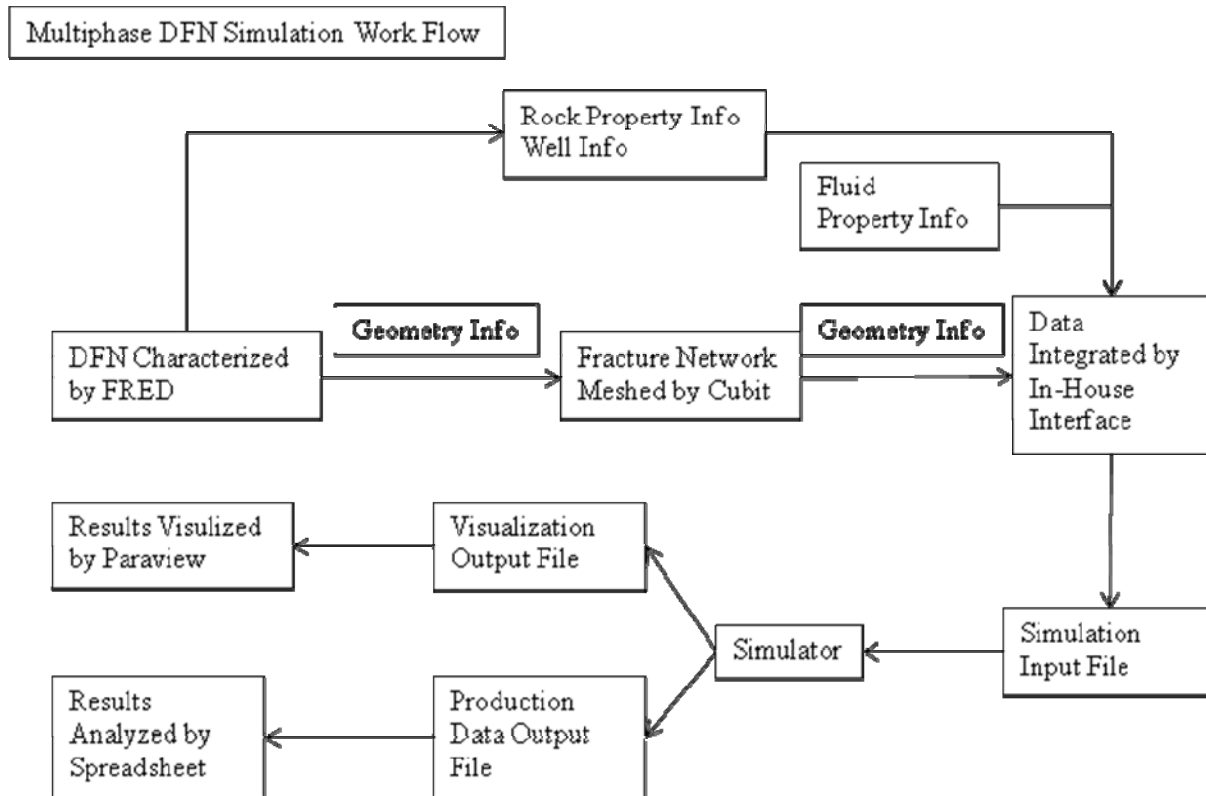 Multiphase DFN Simulation Work Flow
Rock Property Info
Well Info
Fluid
Property Info
Geometry Info
Geometry Info
DFN Characterized
by FRED
Fracture Network
Meshed by Cubit
Data
Integrated by
In-House
Interface
Results Visulized
by Paraview
Visualization
Output File
Simulator
Simulation
Input File
Results
Analyzed by
Spreadsheet
Production
Data Output
File